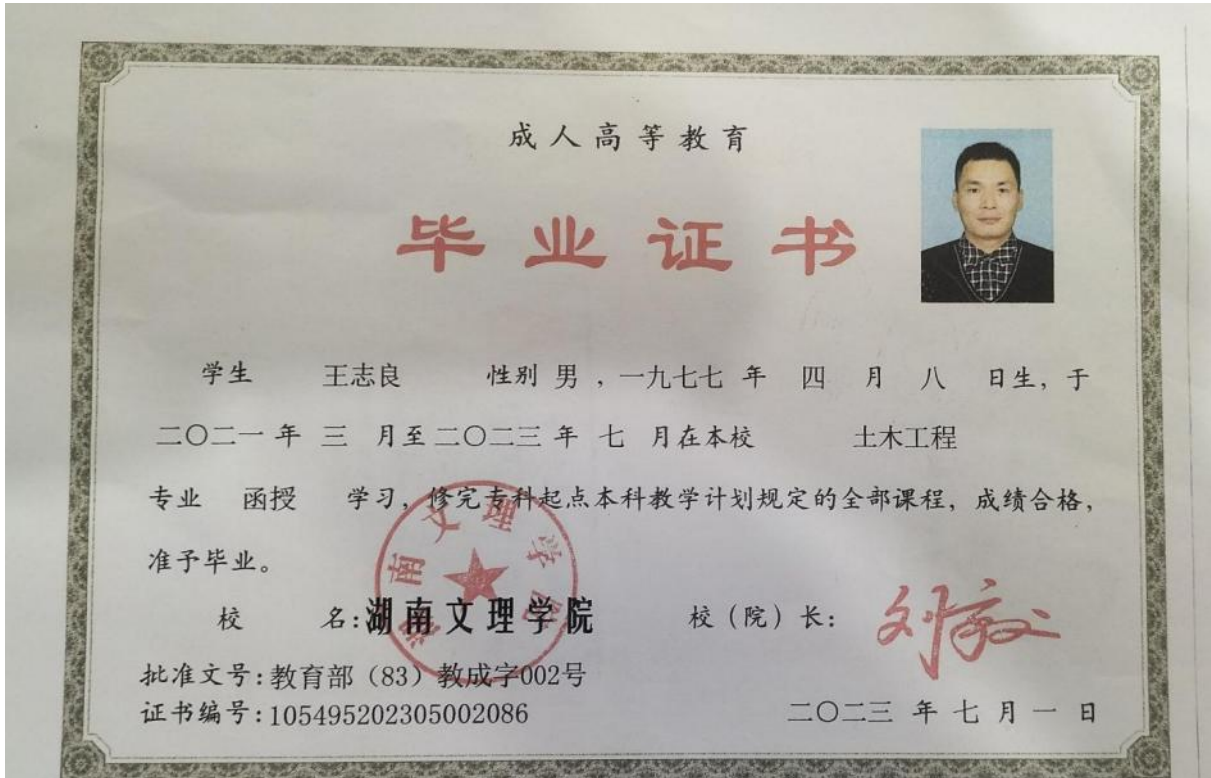 成人高等教育
毕业证书
学生 王志良 性别 男 ，一九七七 年 四 月 八 日生，于
二〇二一 年 三 月至二〇二三 年 七 月在本校 土木工程
专业 函授 学习，修完专科起点本科教学计划规定的全部课程，成绩合格，
准予毕业。
湖南文理学院
校 名：湖南文理学院 校（院）长：
批准文号：教育部（83）教成字002号
证书编号：105495202305002086 二〇二三 年 七 月 一 日